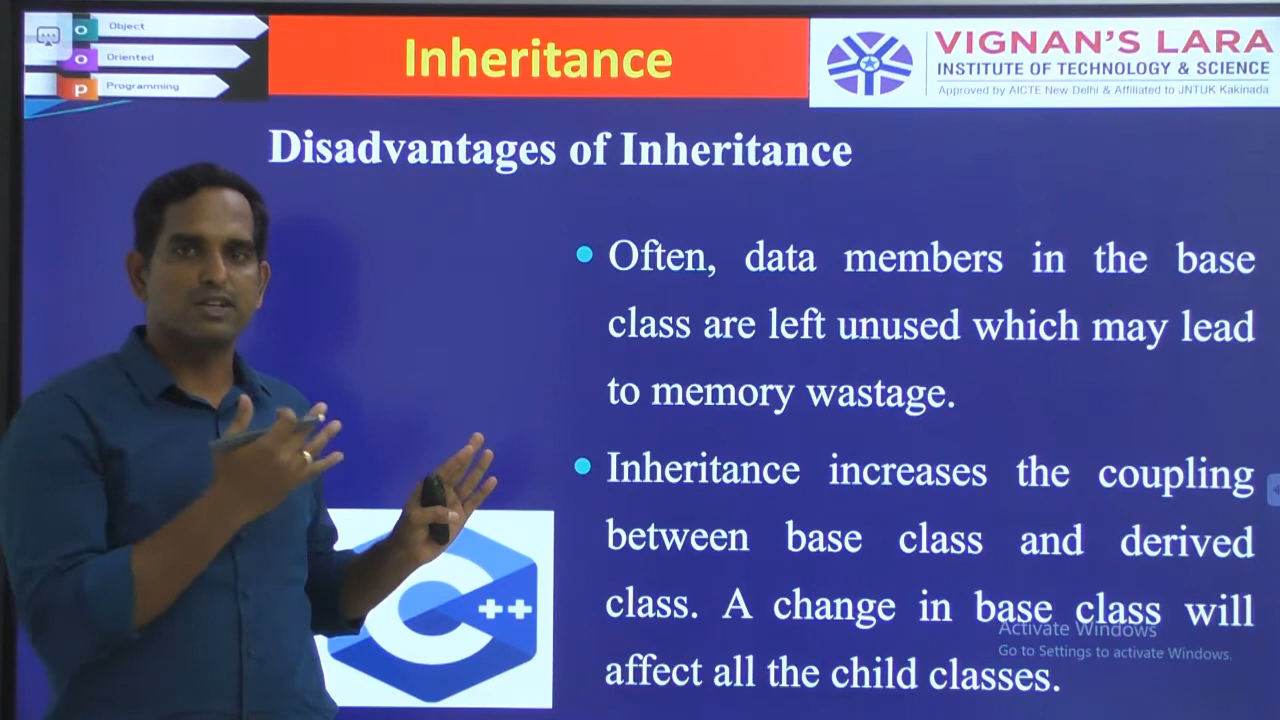 O Object
O Oriented
P Programming
Inheritance
VIGNAN'S LARA
INSTITUTE OF TECHNOLOGY & SCIENCE
Approved by AICTE New Delhi & Affiliated to JNTUK Kakinada
Disadvantages of Inheritance
Often, data members in the base
class are left unused which may lead
to memory wastage.
Inheritance increases the coupling
between base class and derived
class. A change in base class will
affect all the child classes.
C++
Activate Windows
Go to Settings to activate Windows.